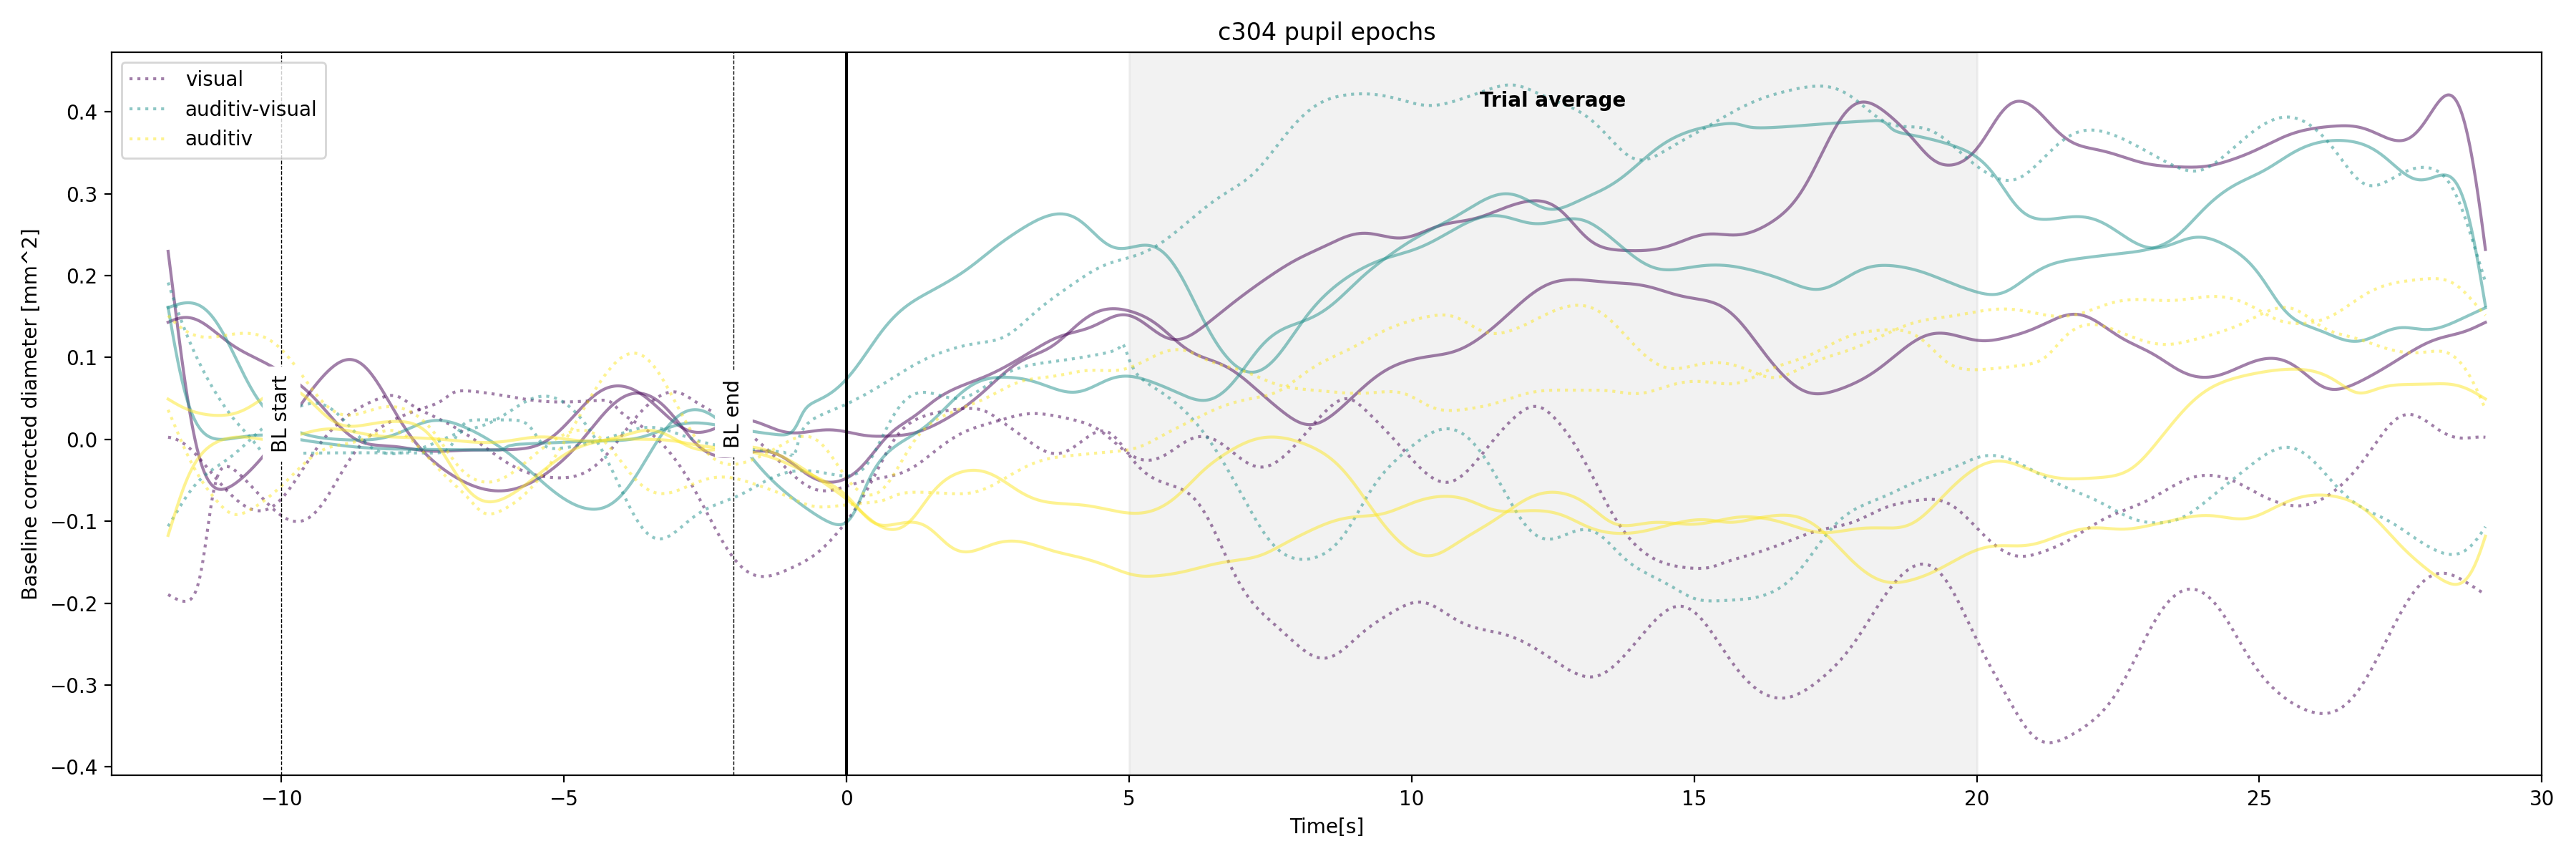 c304 pupil epochs
visual
auditiv-visual
auditiv
Trial average
BL start
BL end
Baseline corrected diameter [mm^2]
0.4
0.3
0.2
0.1
0.0
−0.1
−0.2
−0.3
−0.4
−10
−5
0
5
10
15
20
25
30
Time[s]